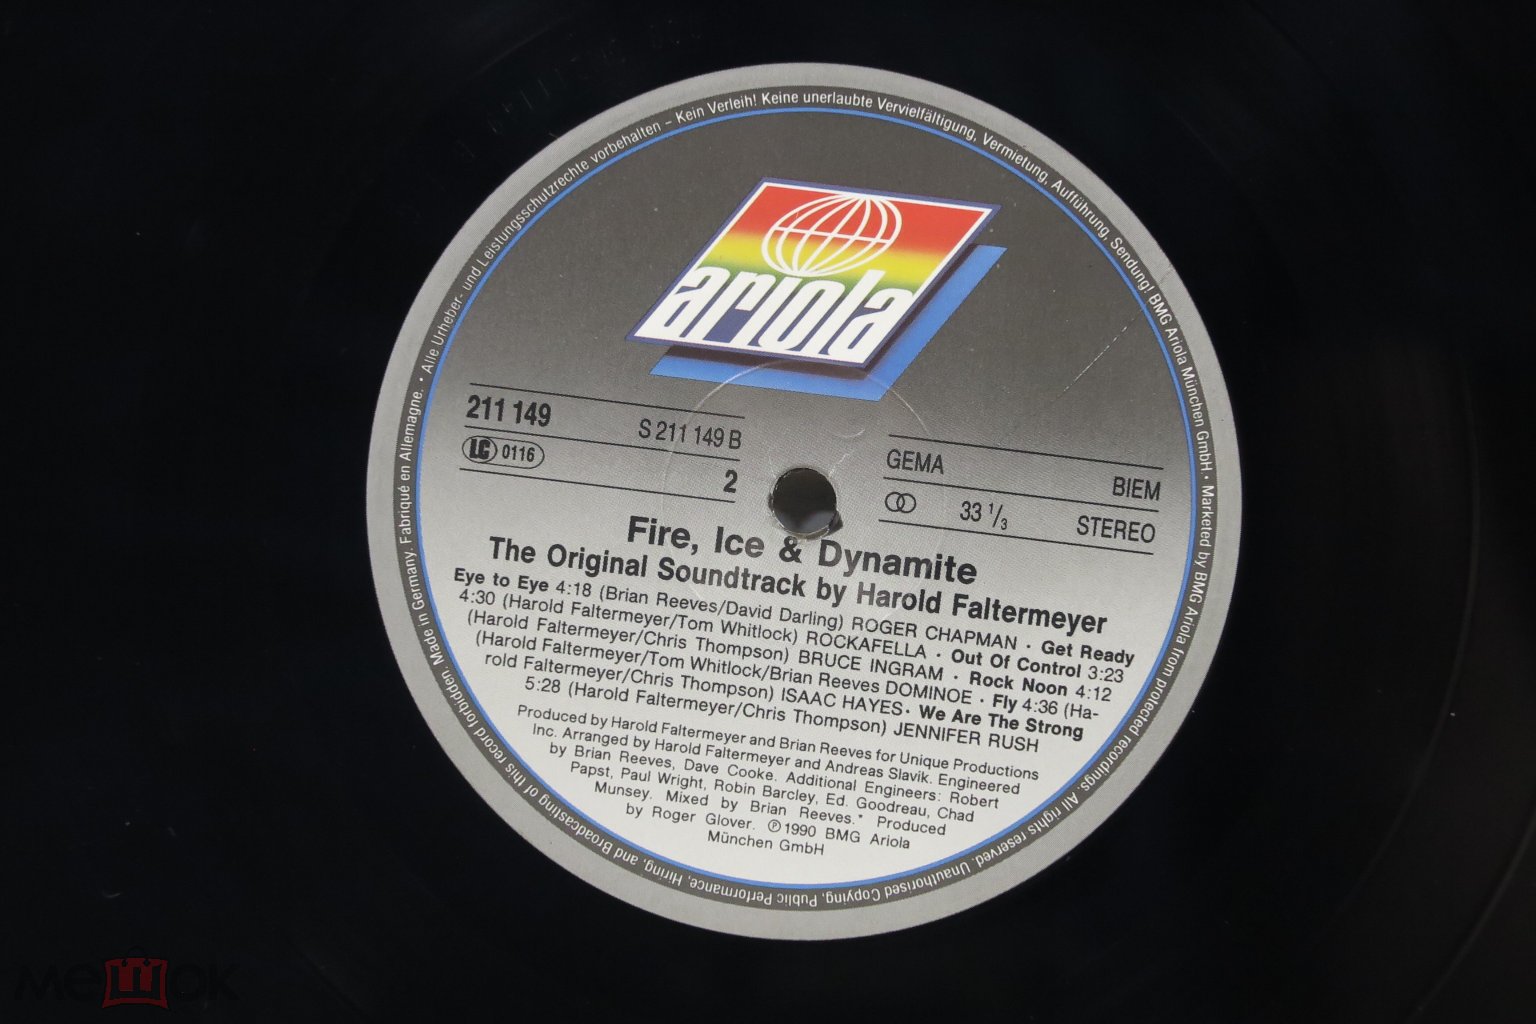 Alle Urheber- und Leistungsschutzrechte vorbehalten – Kein Verleih! Keine unerlaubte Vervielfältigung, Vermietung, Aufführung, Sendung! BMG Ariola München GmbH · Marketed by BMG Ariola from protected recordings. All rights reserved. Unauthorised Copying, Public Performance, Hiring, and Broadcasting of this record forbidden. Made in Germany. Fabriqué en Allemagne. ·
ariola
211 149
S 211 149 B
LC 0116
2
GEMA
BIEM
33 1/3
STEREO
Fire, Ice & Dynamite
The Original Soundtrack by Harold Faltermeyer
Eye to Eye 4:18 (Brian Reeves/David Darling) ROGER CHAPMAN · Get Ready
4:30 (Harold Faltermeyer/Tom Whitlock) ROCKAFELLA · Out Of Control 3:23
(Harold Faltermeyer/Chris Thompson) BRUCE INGRAM · Rock Noon 4:12
(Harold Faltermeyer/Tom Whitlock/Brian Reeves DOMINOE · Fly 4:36 (Ha-
rold Faltermeyer/Chris Thompson) ISAAC HAYES· We Are The Strong
5:28 (Harold Faltermeyer/Chris Thompson) JENNIFER RUSH
Produced by Harold Faltermeyer and Brian Reeves for Unique Productions
Inc. Arranged by Harold Faltermeyer and Andreas Slavik. Engineered
by Brian Reeves, Dave Cooke. Additional Engineers: Robert
Papst, Paul Wright, Robin Barcley, Ed. Goodreau, Chad
Munsey. Mixed by Brian Reeves.* Produced
by Roger Glover. ℗ 1990 BMG Ariola
München GmbH
мешок